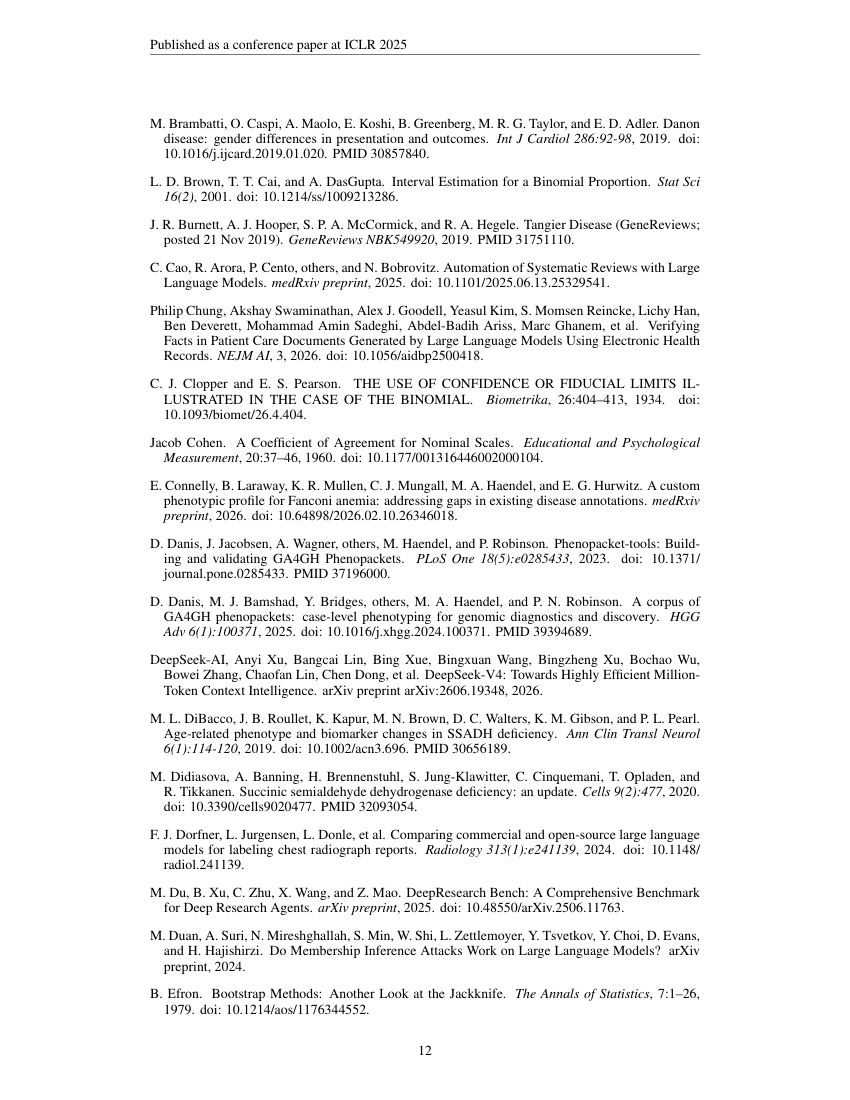 Published as a conference paper at ICLR 2025
M. Brambatti, O. Caspi, A. Maolo, E. Koshi, B. Greenberg, M. R. G. Taylor, and E. D. Adler. Danon
disease: gender differences in presentation and outcomes. Int J Cardiol 286:92-98, 2019. doi:
10.1016/j.ijcard.2019.01.020. PMID 30857840.
L. D. Brown, T. T. Cai, and A. DasGupta. Interval Estimation for a Binomial Proportion. Stat Sci
16(2), 2001. doi: 10.1214/ss/1009213286.
J. R. Burnett, A. J. Hooper, S. P. A. McCormick, and R. A. Hegele. Tangier Disease (GeneReviews;
posted 21 Nov 2019). GeneReviews NBK549920, 2019. PMID 31751110.
C. Cao, R. Arora, P. Cento, others, and N. Bobrovitz. Automation of Systematic Reviews with Large
Language Models. medRxiv preprint, 2025. doi: 10.1101/2025.06.13.25329541.
Philip Chung, Akshay Swaminathan, Alex J. Goodell, Yeasul Kim, S. Momsen Reincke, Lichy Han,
Ben Deverett, Mohammad Amin Sadeghi, Abdel-Badih Ariss, Marc Ghanem, et al. Verifying
Facts in Patient Care Documents Generated by Large Language Models Using Electronic Health
Records. NEJM AI, 3, 2026. doi: 10.1056/aidbp2500418.
C. J. Clopper and E. S. Pearson. THE USE OF CONFIDENCE OR FIDUCIAL LIMITS IL-
LUSTRATED IN THE CASE OF THE BINOMIAL. Biometrika, 26:404–413, 1934. doi:
10.1093/biomet/26.4.404.
Jacob Cohen. A Coefficient of Agreement for Nominal Scales. Educational and Psychological
Measurement, 20:37–46, 1960. doi: 10.1177/001316446002000104.
E. Connelly, B. Laraway, K. R. Mullen, C. J. Mungall, M. A. Haendel, and E. G. Hurwitz. A custom
phenotypic profile for Fanconi anemia: addressing gaps in existing disease annotations. medRxiv
preprint, 2026. doi: 10.64898/2026.02.10.26346018.
D. Danis, J. Jacobsen, A. Wagner, others, M. Haendel, and P. Robinson. Phenopacket-tools: Build-
ing and validating GA4GH Phenopackets. PLoS One 18(5):e0285433, 2023. doi: 10.1371/
journal.pone.0285433. PMID 37196000.
D. Danis, M. J. Bamshad, Y. Bridges, others, M. A. Haendel, and P. N. Robinson. A corpus of
GA4GH phenopackets: case-level phenotyping for genomic diagnostics and discovery. HGG
Adv 6(1):100371, 2025. doi: 10.1016/j.xhgg.2024.100371. PMID 39394689.
DeepSeek-AI, Anyi Xu, Bangcai Lin, Bing Xue, Bingxuan Wang, Bingzheng Xu, Bochao Wu,
Bowei Zhang, Chaofan Lin, Chen Dong, et al. DeepSeek-V4: Towards Highly Efficient Million-
Token Context Intelligence. arXiv preprint arXiv:2606.19348, 2026.
M. L. DiBacco, J. B. Roullet, K. Kapur, M. N. Brown, D. C. Walters, K. M. Gibson, and P. L. Pearl.
Age-related phenotype and biomarker changes in SSADH deficiency. Ann Clin Transl Neurol
6(1):114-120, 2019. doi: 10.1002/acn3.696. PMID 30656189.
M. Didiasova, A. Banning, H. Brennenstuhl, S. Jung-Klawitter, C. Cinquemani, T. Opladen, and
R. Tikkanen. Succinic semialdehyde dehydrogenase deficiency: an update. Cells 9(2):477, 2020.
doi: 10.3390/cells9020477. PMID 32093054.
F. J. Dorfner, L. Jurgensen, L. Donle, et al. Comparing commercial and open-source large language
models for labeling chest radiograph reports. Radiology 313(1):e241139, 2024. doi: 10.1148/
radiol.241139.
M. Du, B. Xu, C. Zhu, X. Wang, and Z. Mao. DeepResearch Bench: A Comprehensive Benchmark
for Deep Research Agents. arXiv preprint, 2025. doi: 10.48550/arXiv.2506.11763.
M. Duan, A. Suri, N. Mireshghallah, S. Min, W. Shi, L. Zettlemoyer, Y. Tsvetkov, Y. Choi, D. Evans,
and H. Hajishirzi. Do Membership Inference Attacks Work on Large Language Models? arXiv
preprint, 2024.
B. Efron. Bootstrap Methods: Another Look at the Jackknife. The Annals of Statistics, 7:1–26,
1979. doi: 10.1214/aos/1176344552.
12